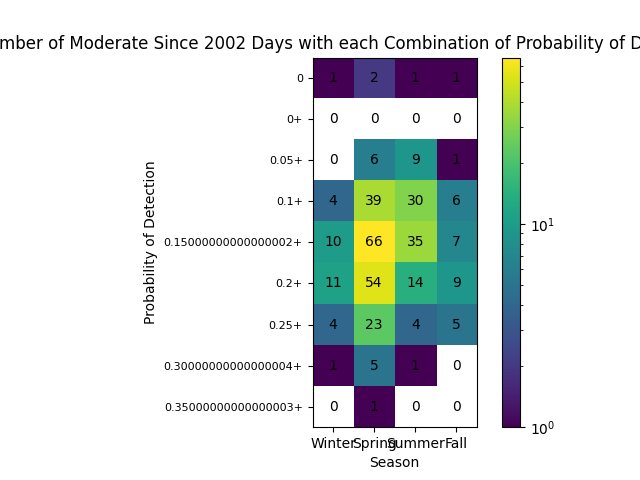 mber of Moderate Since 2002 Days with each Combination of Probability of D
0 1 2 1 1
0+ 0 0 0 0
0.05+ 0 6 9 1
0.1+ 4 39 30 6
0.15000000000000002+ 10 66 35 7
0.2+ 11 54 14 9
0.25+ 4 23 4 5
0.30000000000000004+ 1 5 1 0
0.35000000000000003+ 0 1 0 0
Winter Spring Summer Fall
Season
Probability of Detection
10^1
10^0